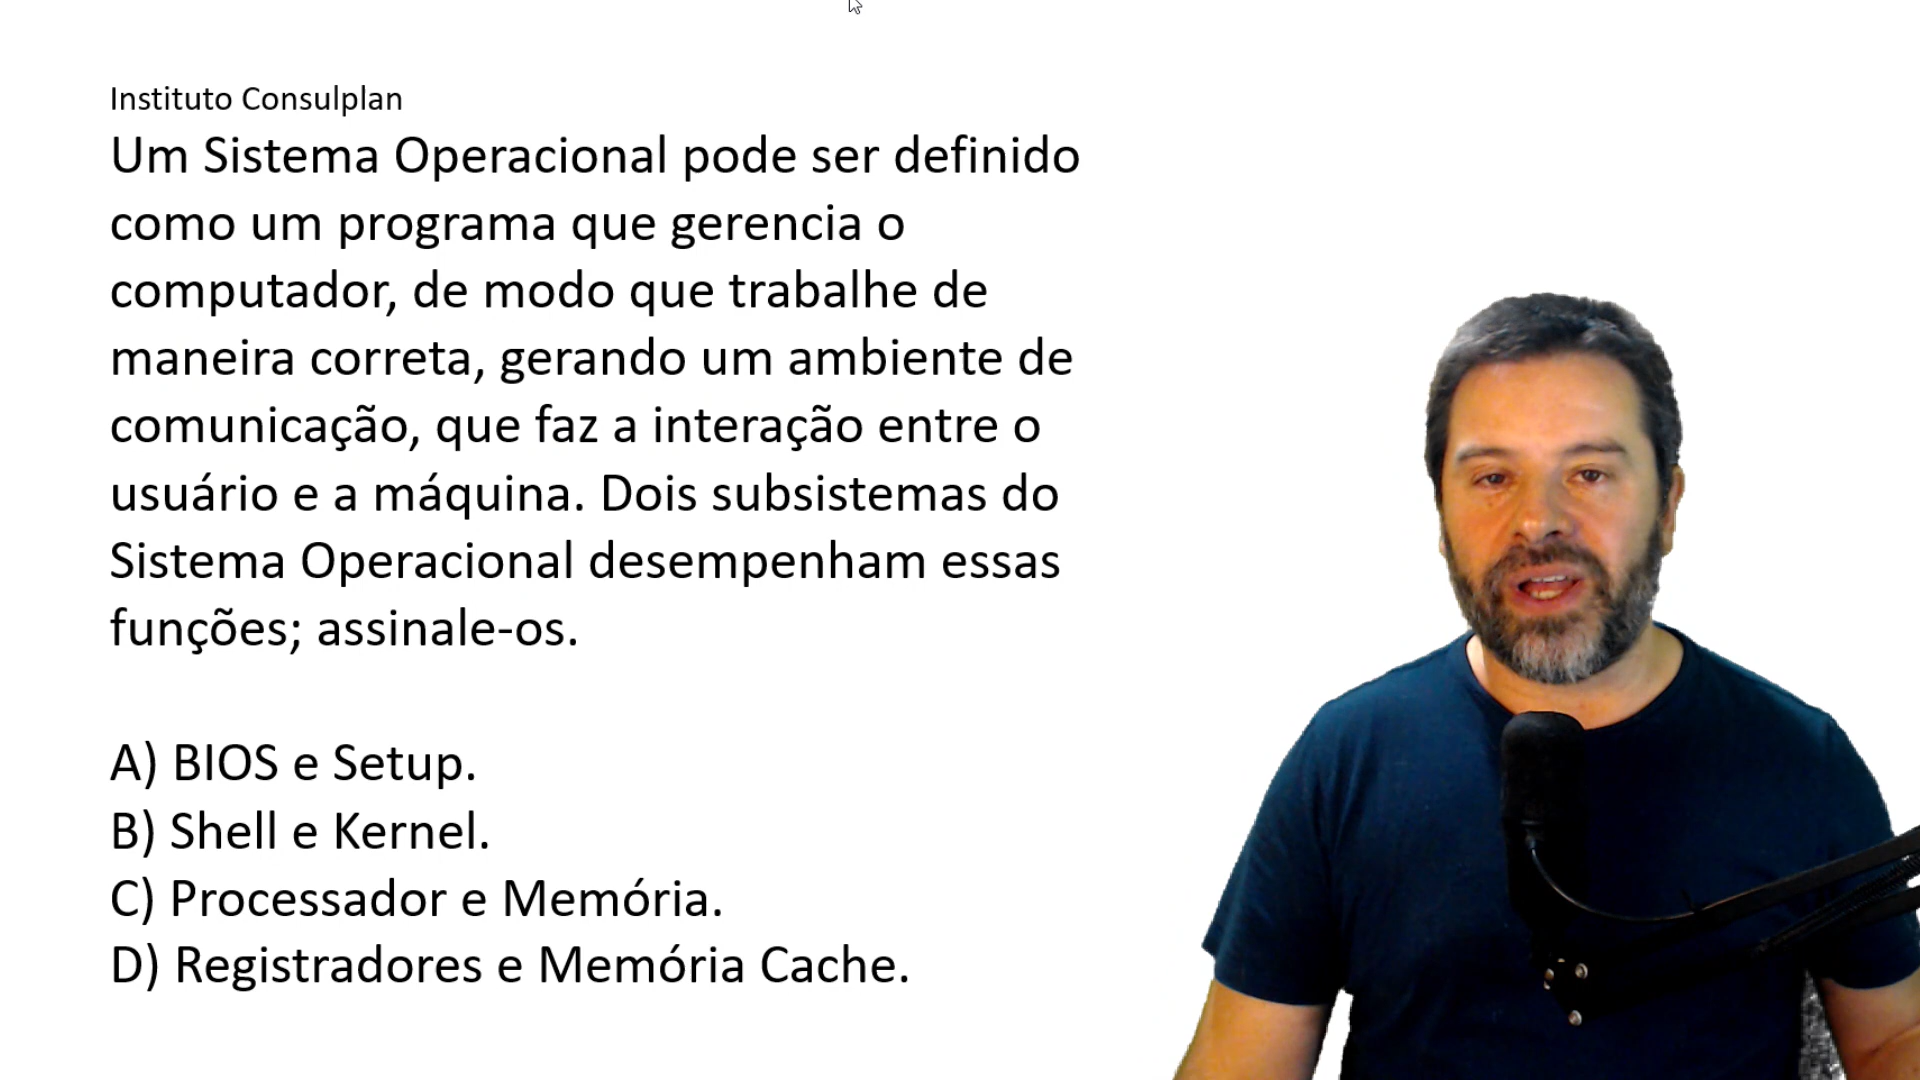 Instituto Consulplan
Um Sistema Operacional pode ser definido
como um programa que gerencia o
computador, de modo que trabalhe de
maneira correta, gerando um ambiente de
comunicação, que faz a interação entre o
usuário e a máquina. Dois subsistemas do
Sistema Operacional desempenham essas
funções; assinale-os.
A) BIOS e Setup.
B) Shell e Kernel.
C) Processador e Memória.
D) Registradores e Memória Cache.